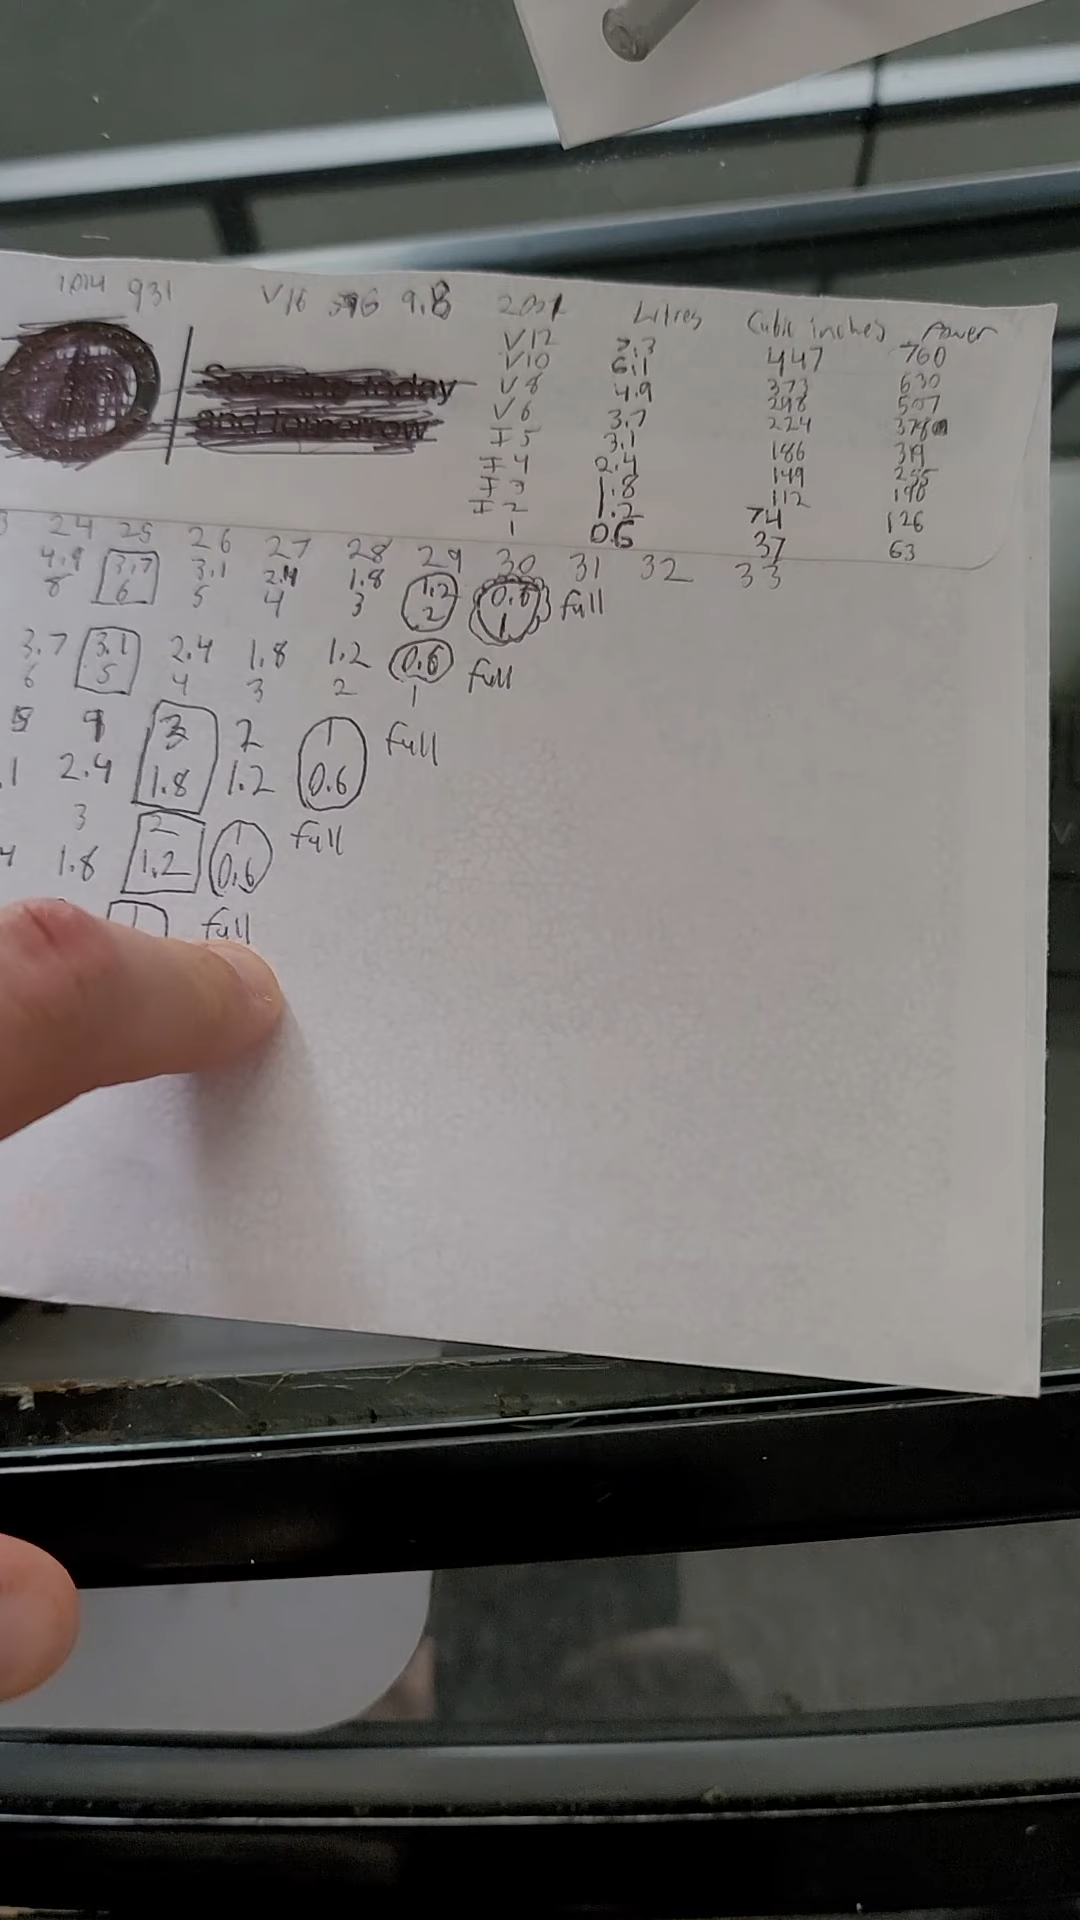 931 V16 9.8 Litres Cubic inches Power
V12 7.3 447 760
V10 6.1 373 630
V8 4.9 298 507
V6 3.7 224 378
I5 3.1 186
I4 2.4 149 255
I3 1.8 112 190
I2 1.2 74 126
1 0.6 37 63
24 25 26 27 28 29 30 31 32 33
4.9 3.7 3.1 2.4 1.8 1.2 0.6 full
8 6 5 4 3 2 1
3.7 3.1 2.4 1.8 1.2 0.6 full
6 5 4 3 2 1
3 2 1 full
.1 2.4 1.8 1.2 0.6
3 2 1 full
4 1.8 1.2 0.6
1 full